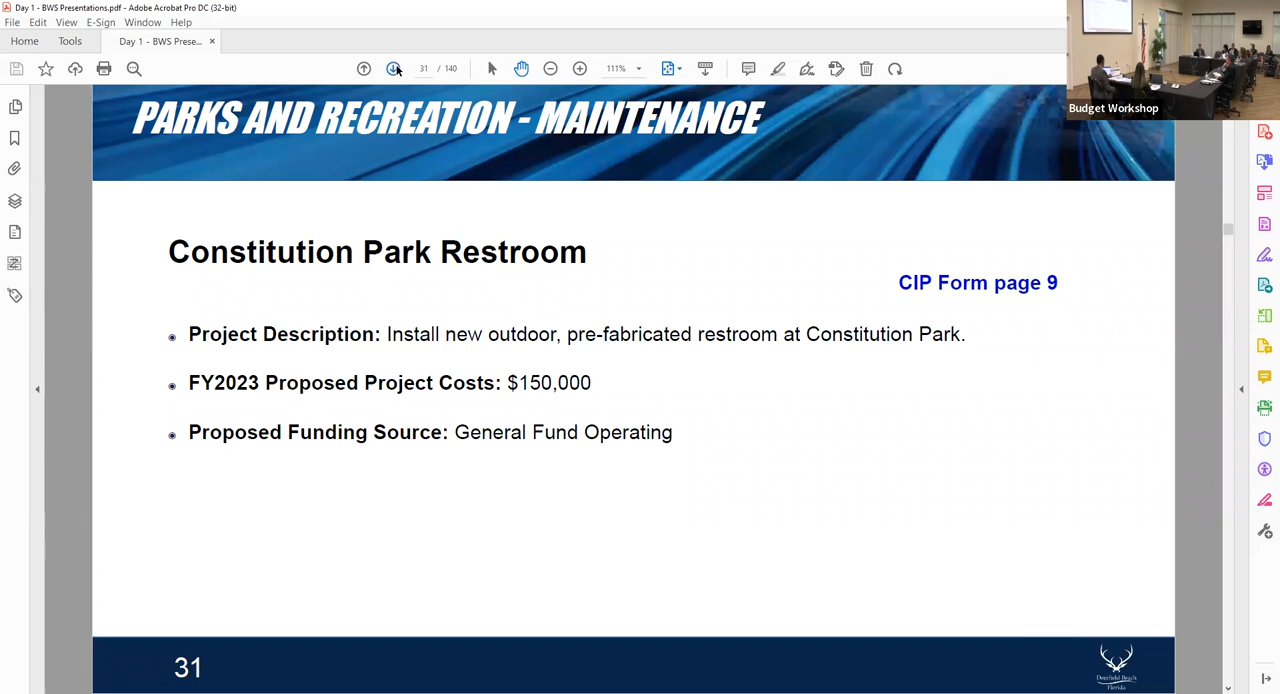 Day 1 - BWS Presentations.pdf - Adobe Acrobat Pro DC (32-bit)
File Edit View E-Sign Window Help
Home Tools Day 1 - BWS Prese... ×
31 / 140 111%
Budget Workshop
PARKS AND RECREATION - MAINTENANCE
Constitution Park Restroom
CIP Form page 9
Project Description: Install new outdoor, pre-fabricated restroom at Constitution Park.
FY2023 Proposed Project Costs: $150,000
Proposed Funding Source: General Fund Operating
31
Deerfield Beach
Florida